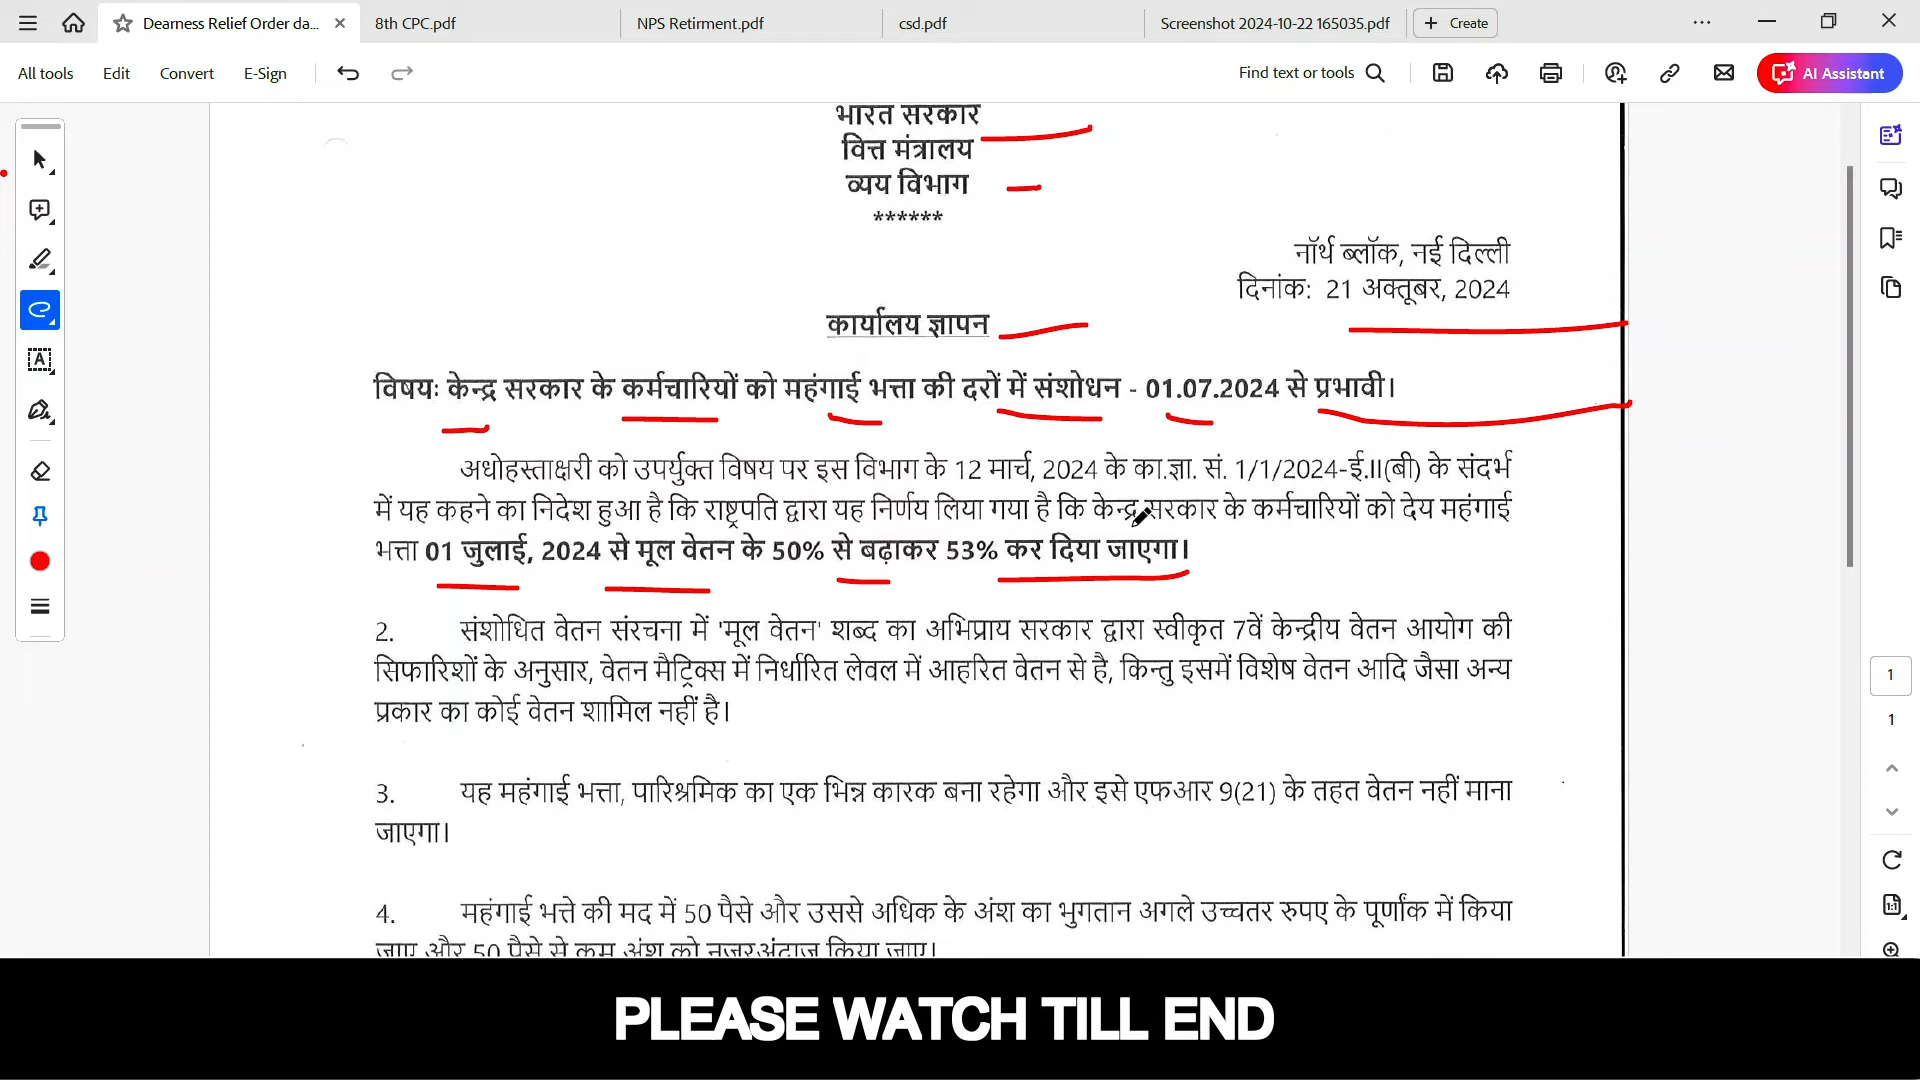 Dearness Relief Order da...
8th CPC.pdf
NPS Retirment.pdf
csd.pdf
Screenshot 2024-10-22 165035.pdf
Create
All tools
Edit
Convert
E-Sign
Find text or tools
AI Assistant
भारत सरकार
वित्त मंत्रालय
व्यय विभाग
******
नॉर्थ ब्लॉक, नई दिल्ली
दिनांक: 21 अक्तूबर, 2024
कार्यालय ज्ञापन
विषयः केन्द्र सरकार के कर्मचारियों को महंगाई भत्ता की दरों में संशोधन - 01.07.2024 से प्रभावी।
अधोहस्ताक्षरी को उपर्युक्त विषय पर इस विभाग के 12 मार्च, 2024 के का.ज्ञा. सं. 1/1/2024-ई.II(बी) के संदर्भ
में यह कहने का निदेश हुआ है कि राष्ट्रपति द्वारा यह निर्णय लिया गया है कि केन्द्र सरकार के कर्मचारियों को देय महंगाई
भत्ता 01 जुलाई, 2024 से मूल वेतन के 50% से बढ़ाकर 53% कर दिया जाएगा।
2. संशोधित वेतन संरचना में 'मूल वेतन' शब्द का अभिप्राय सरकार द्वारा स्वीकृत 7वें केन्द्रीय वेतन आयोग की
सिफारिशों के अनुसार, वेतन मैट्रिक्स में निर्धारित लेवल में आहरित वेतन से है, किन्तु इसमें विशेष वेतन आदि जैसा अन्य
प्रकार का कोई वेतन शामिल नहीं है।
3. यह महंगाई भत्ता, पारिश्रमिक का एक भिन्न कारक बना रहेगा और इसे एफआर 9(21) के तहत वेतन नहीं माना
जाएगा।
4. महंगाई भत्ते की मद में 50 पैसे और उससे अधिक के अंश का भुगतान अगले उच्चतर रुपए के पूर्णांक में किया
जाए और 50 पैसे से कम अंश को नजरअंदाज किया जाए।
1
1
PLEASE WATCH TILL END